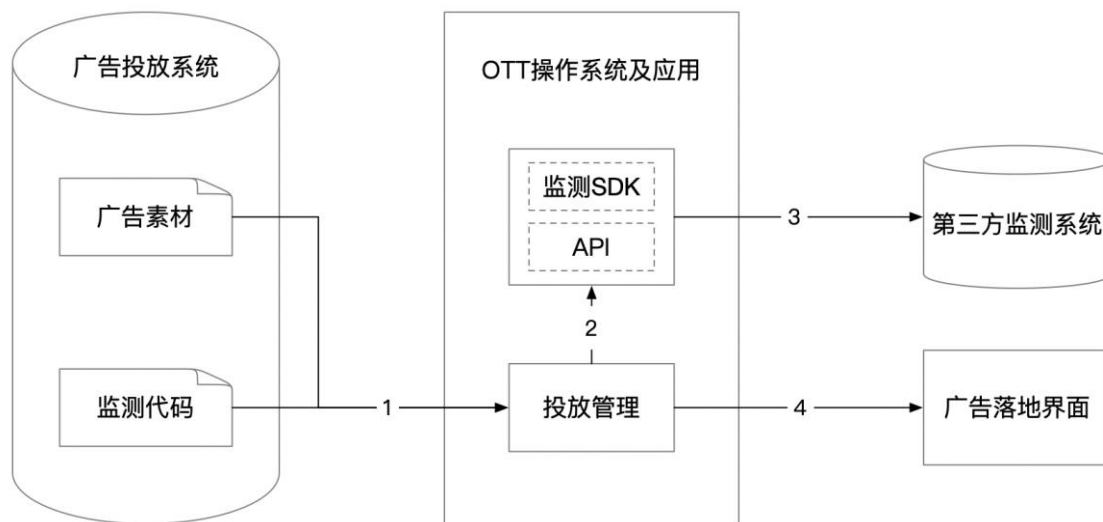 广告投放系统
广告素材
监测代码
1
OTT操作系统及应用
监测SDK
API
2
投放管理
3
第三方监测系统
4
广告落地界面